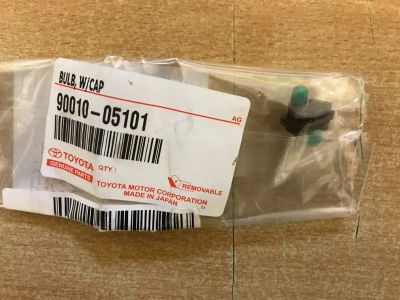 BULB, W/CAP
90010-05101
AG
TOYOTA
GENUINE PARTS
QTY :
REMOVABLE
TOYOTA MOTOR CORPORATION
MADE IN JAPAN